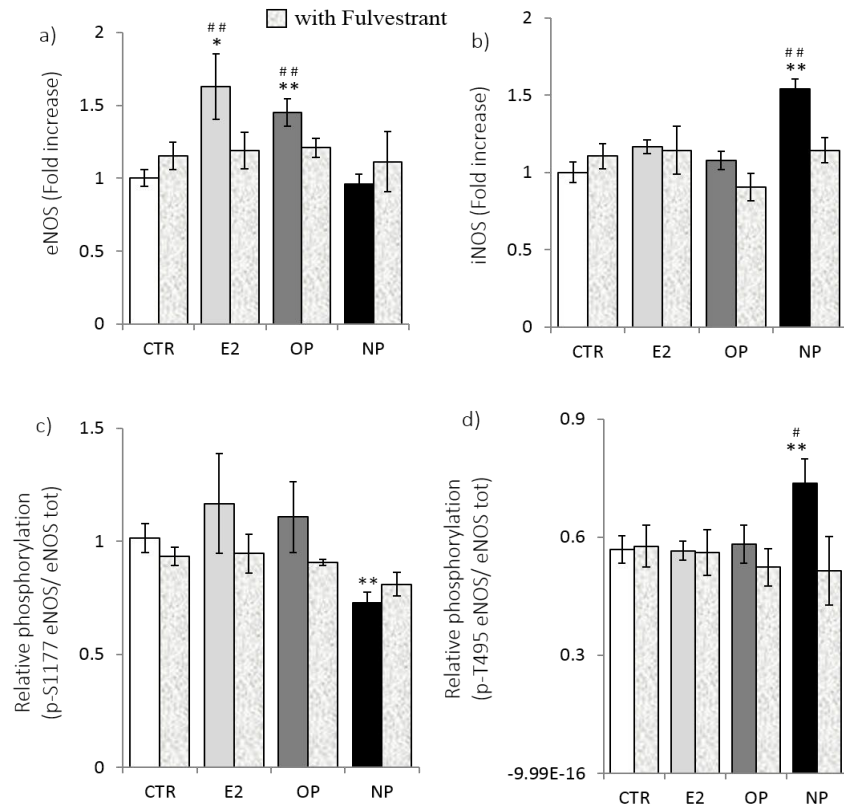 with Fulvestrant
a)
eNOS (Fold increase)
2
1.5
1
0.5
0
# #
*
# #
**
CTR E2 OP NP
b)
iNOS (Fold increase)
2
1.5
1
0.5
0
# #
**
CTR E2 OP NP
c)
Relative phosphorylation
(p-S1177 eNOS/ eNOS tot)
1.5
1
0.5
0
**
CTR E2 OP NP
d)
Relative phosphorylation
(p-T495 eNOS/ eNOS tot)
0.9
0.6
0.3
-9.99E-16
#
**
CTR E2 OP NP